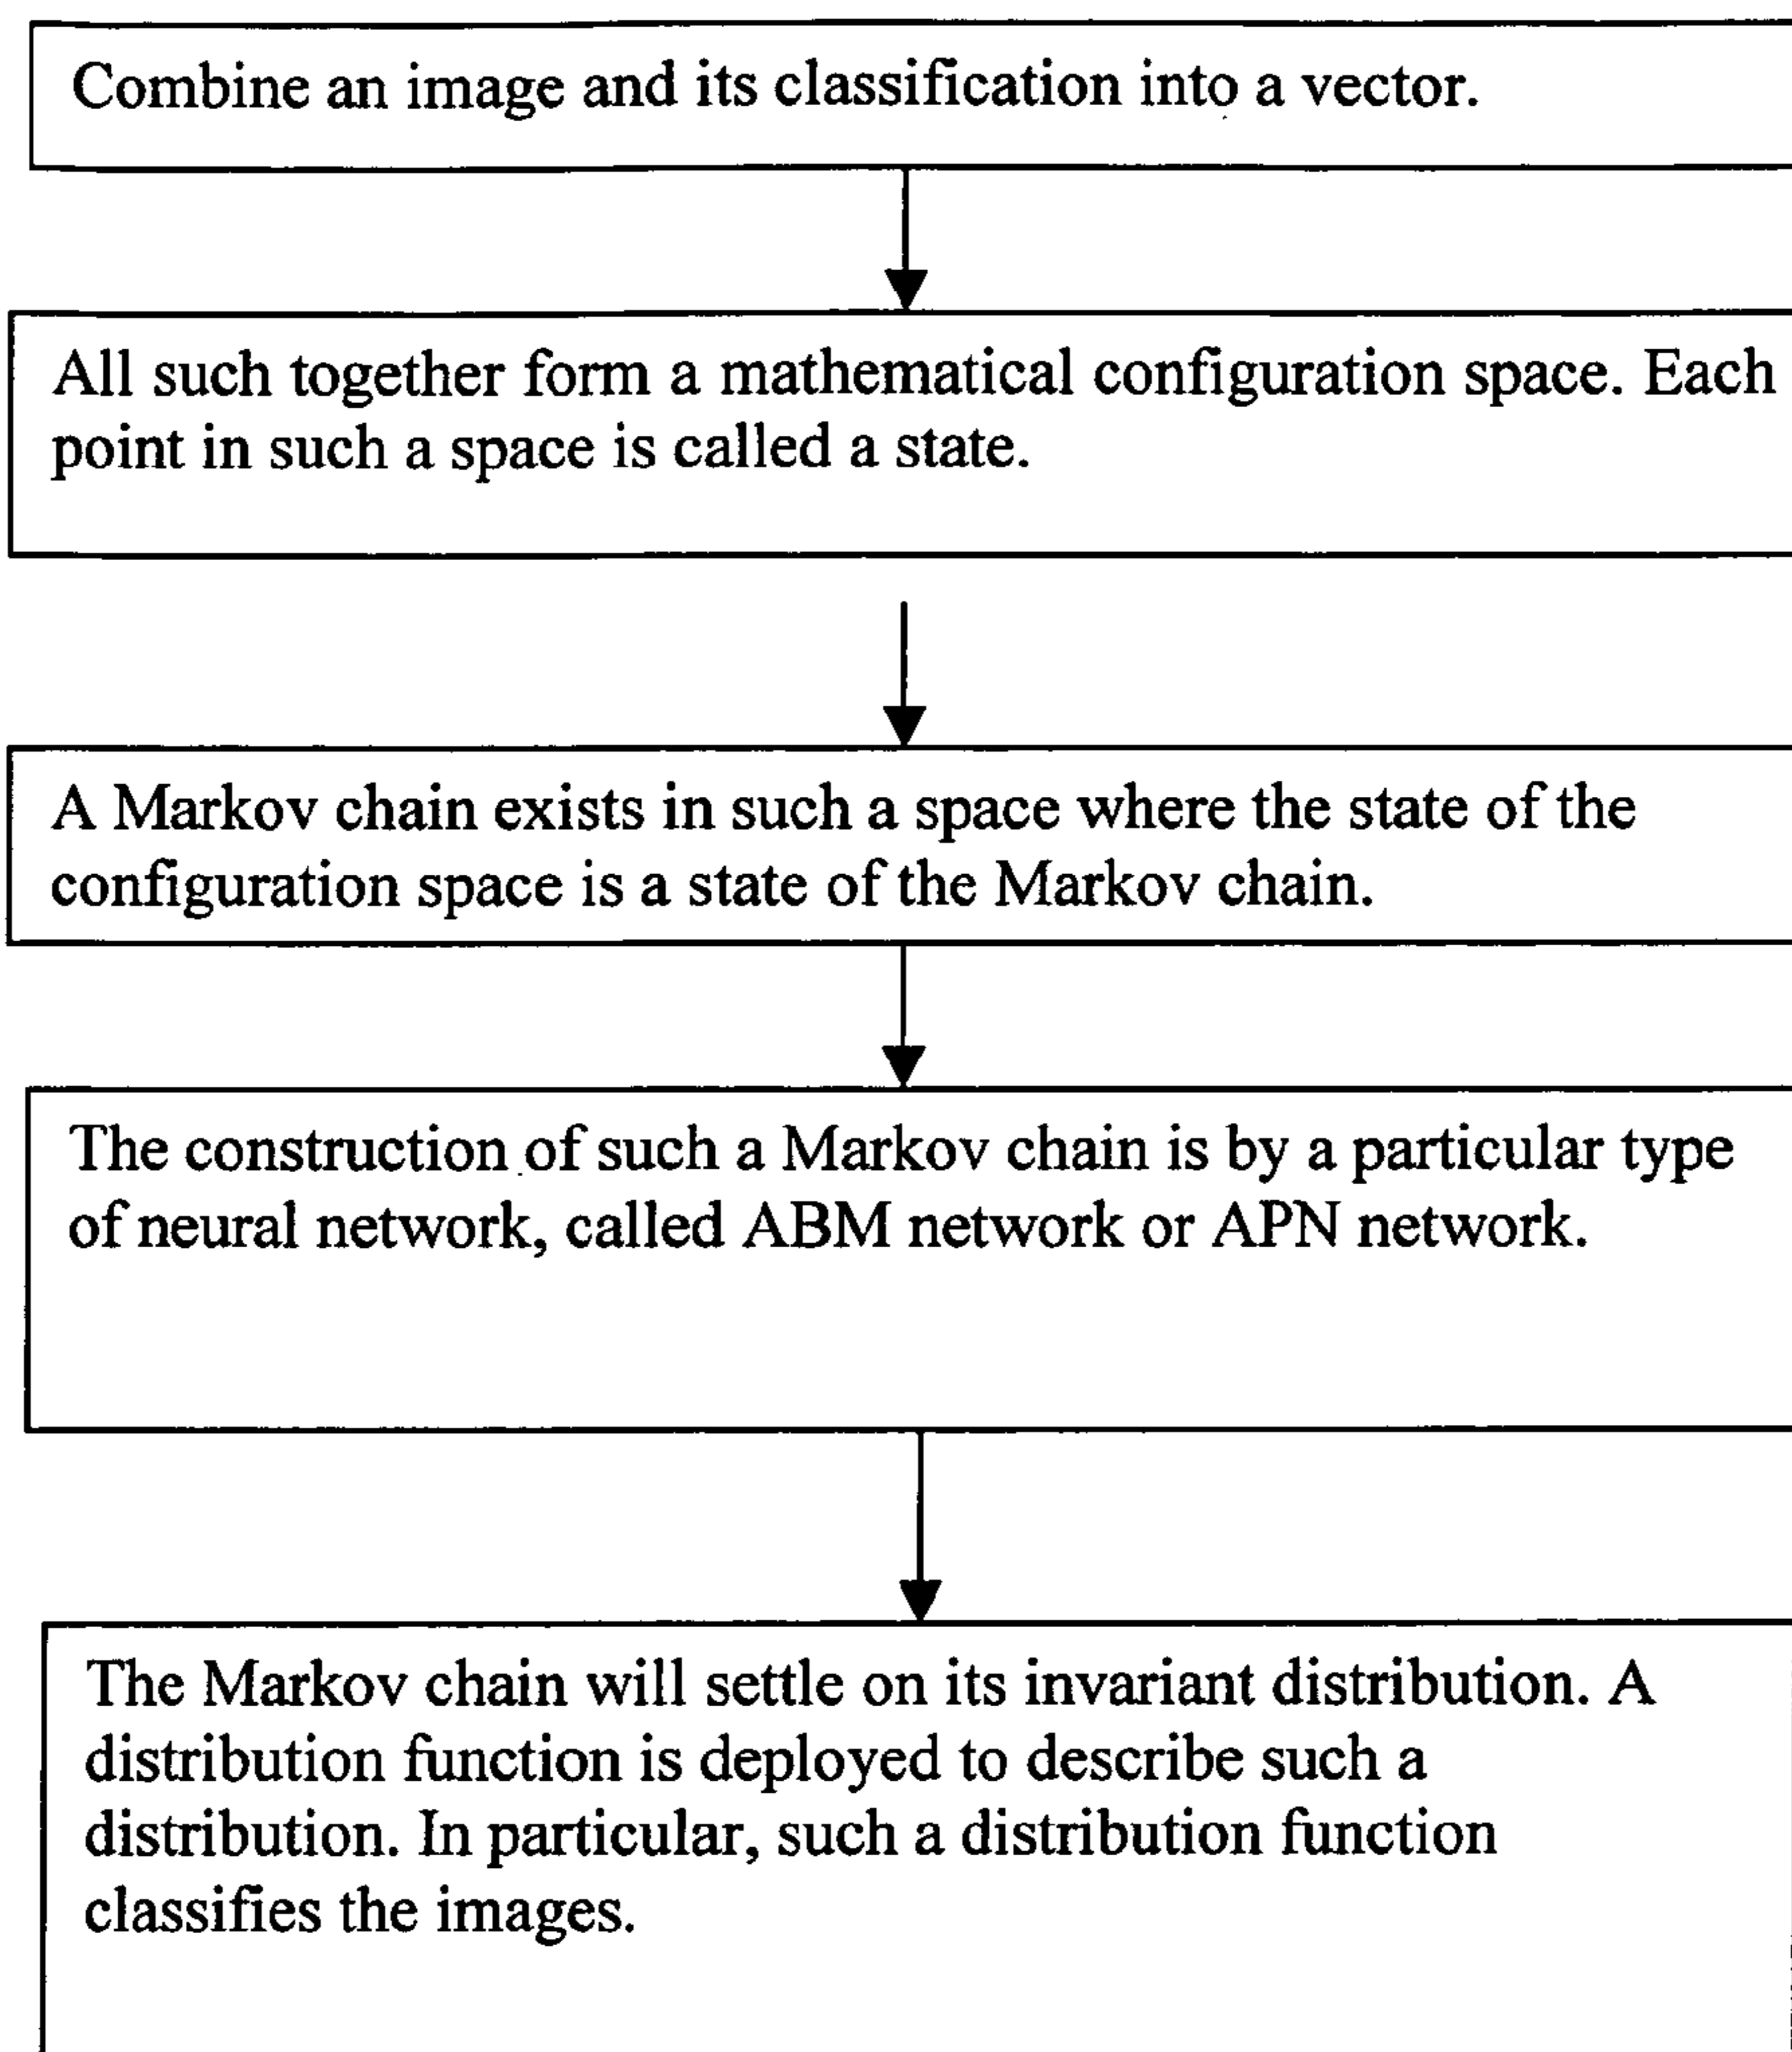 Combine an image and its classification into a vector.
All such together form a mathematical configuration space. Each
point in such a space is called a state.
A Markov chain exists in such a space where the state of the
configuration space is a state of the Markov chain.
The construction of such a Markov chain is by a particular type
of neural network, called ABM network or APN network.
The Markov chain will settle on its invariant distribution. A
distribution function is deployed to describe such a
distribution. In particular, such a distribution function
classifies the images.